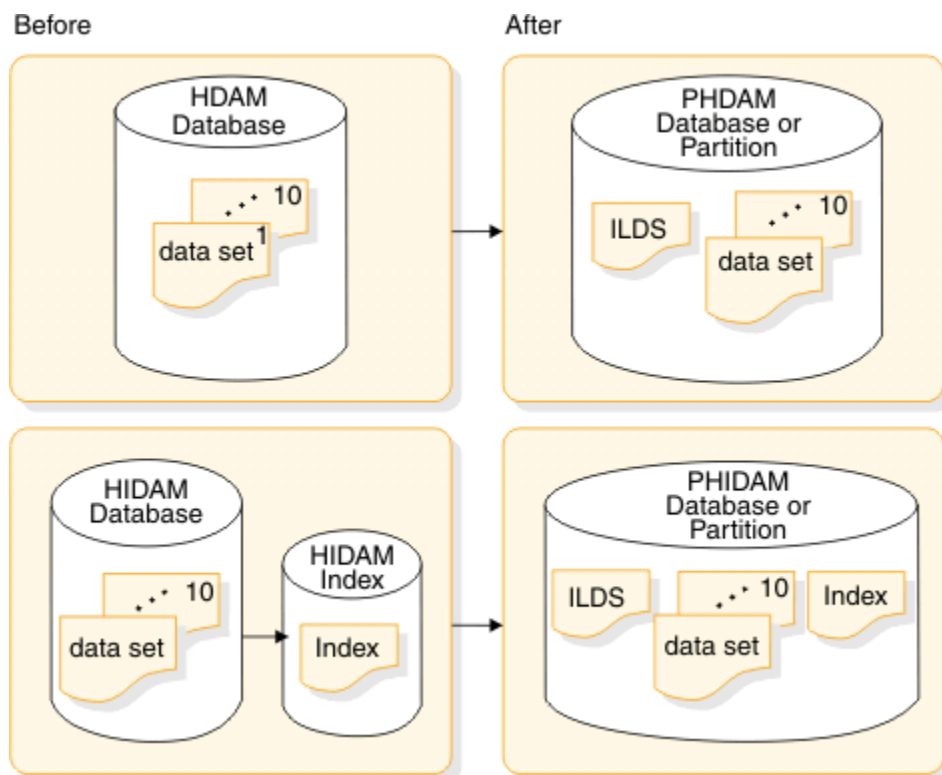 Before
After
HDAM
Database
10
1
data set
PHDAM
Database or
Partition
ILDS
10
data set
HIDAM
Database
10
data set
HIDAM
Index
Index
PHIDAM
Database or
Partition
ILDS
10
data set
Index